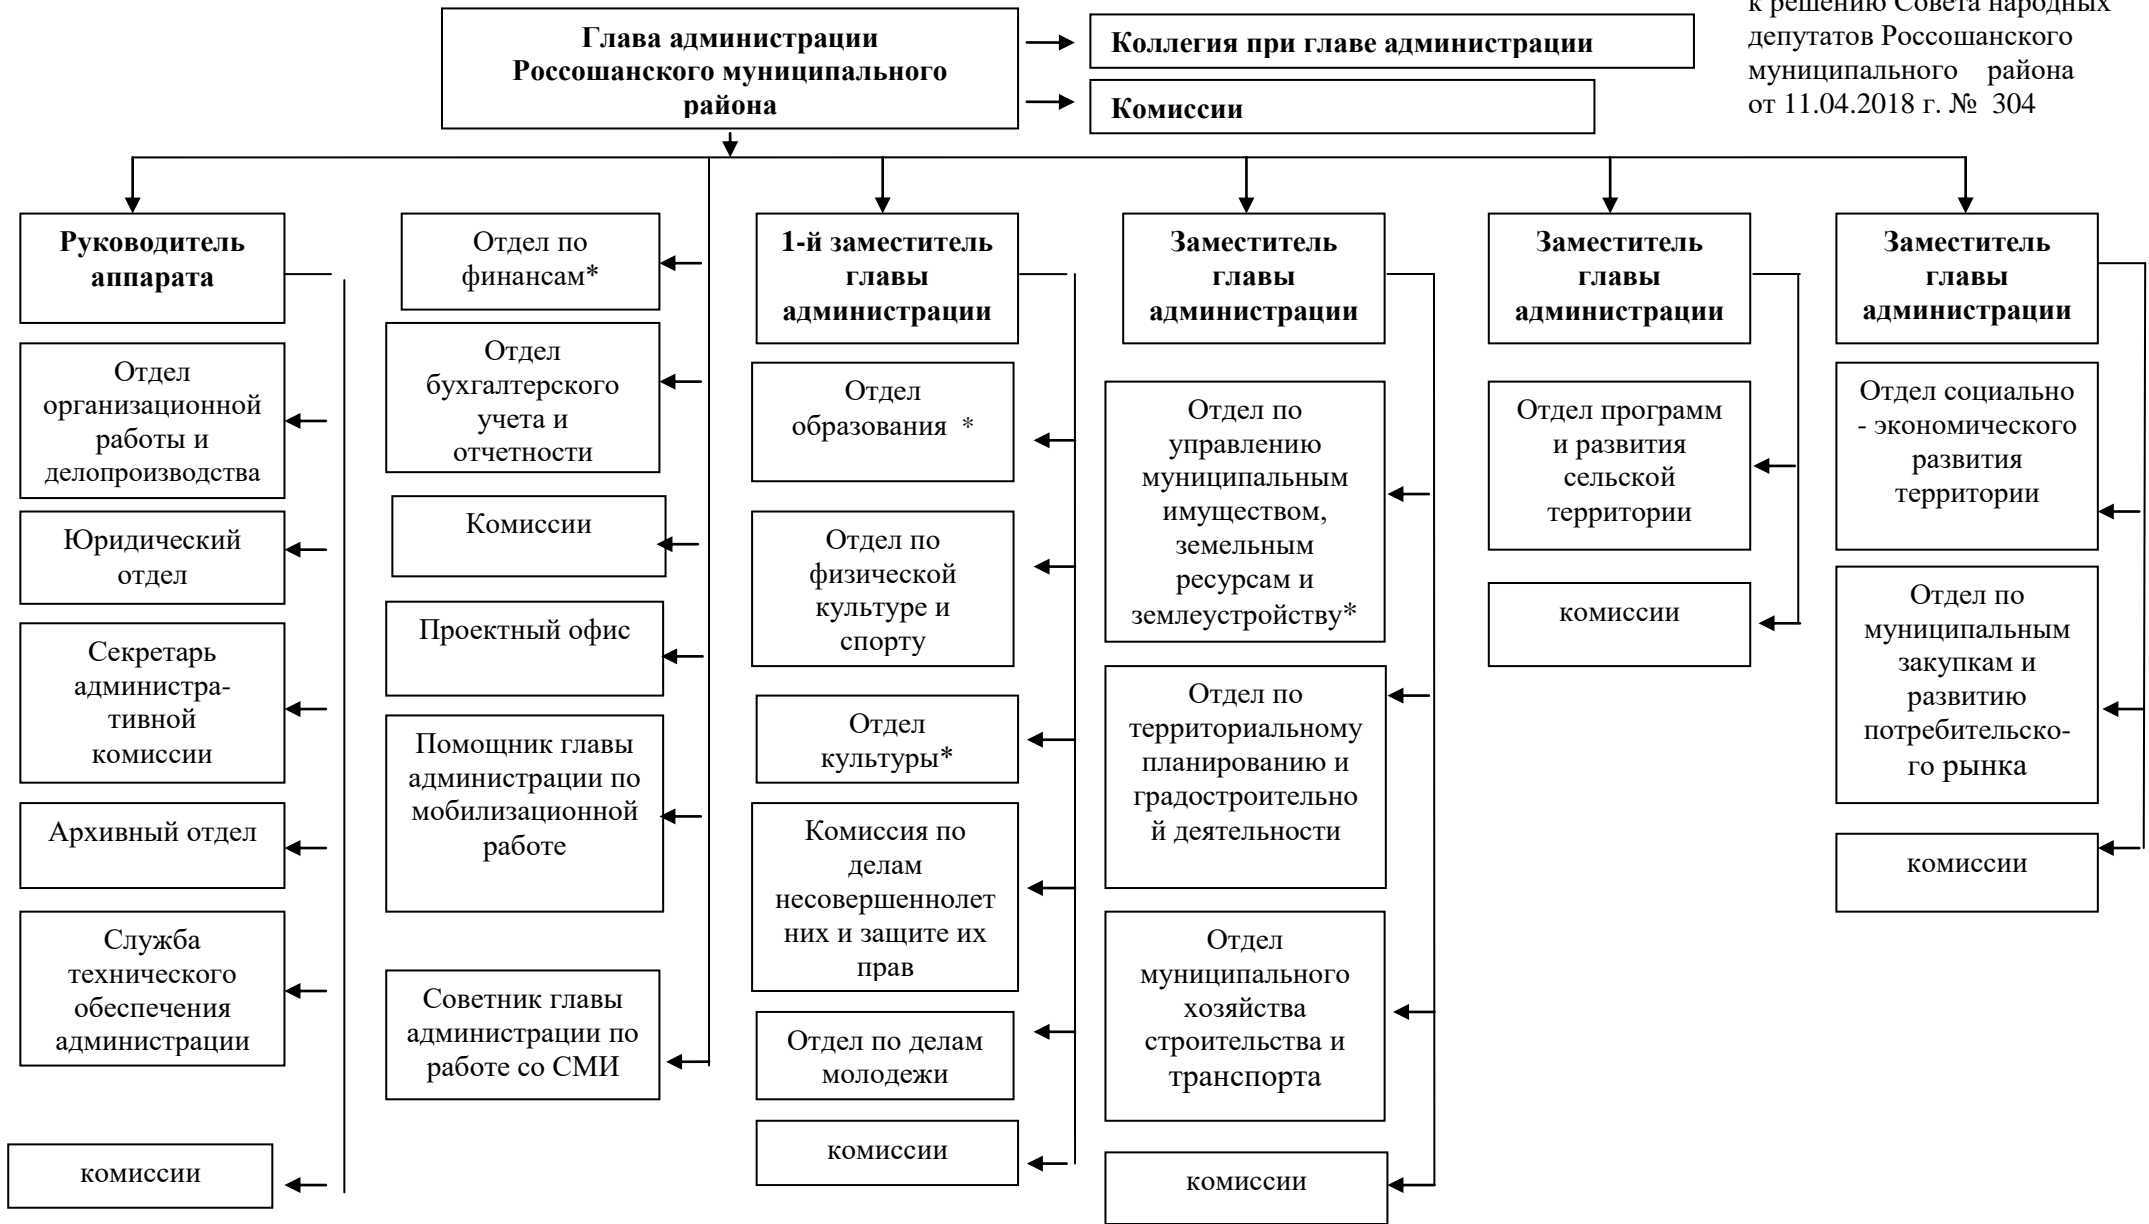 к решению Совета народных
депутатов Россошанского
муниципального района
от 11.04.2018 г. № 304
Глава администрации
Россошанского муниципального
района
Коллегия при главе администрации
Комиссии
Руководитель
аппарата
Отдел
организационной
работы и
делопроизводства
Юридический
отдел
Секретарь
администра-
тивной
комиссии
Архивный отдел
Служба
технического
обеспечения
администрации
комиссии
Отдел по
финансам*
Отдел
бухгалтерского
учета и
отчетности
Комиссии
Проектный офис
Помощник главы
администрации по
мобилизационной
работе
Советник главы
администрации по
работе со СМИ
1-й заместитель
главы
администрации
Отдел
образования *
Отдел по
физической
культуре и
спорту
Отдел
культуры*
Комиссия по
делам
несовершеннолет
них и защите их
прав
Отдел по делам
молодежи
комиссии
Заместитель
главы
администрации
Отдел по
управлению
муниципальным
имуществом,
земельным
ресурсам и
землеустройству*
Отдел по
территориальному
планированию и
градостроительно
й деятельности
Отдел
муниципального
хозяйства
строительства и
транспорта
комиссии
Заместитель
главы
администрации
Отдел программ
и развития
сельской
территории
комиссии
Заместитель
главы
администрации
Отдел социально
- экономического
развития
территории
Отдел по
муниципальным
закупкам и
развитию
потребительско-
го рынка
комиссии